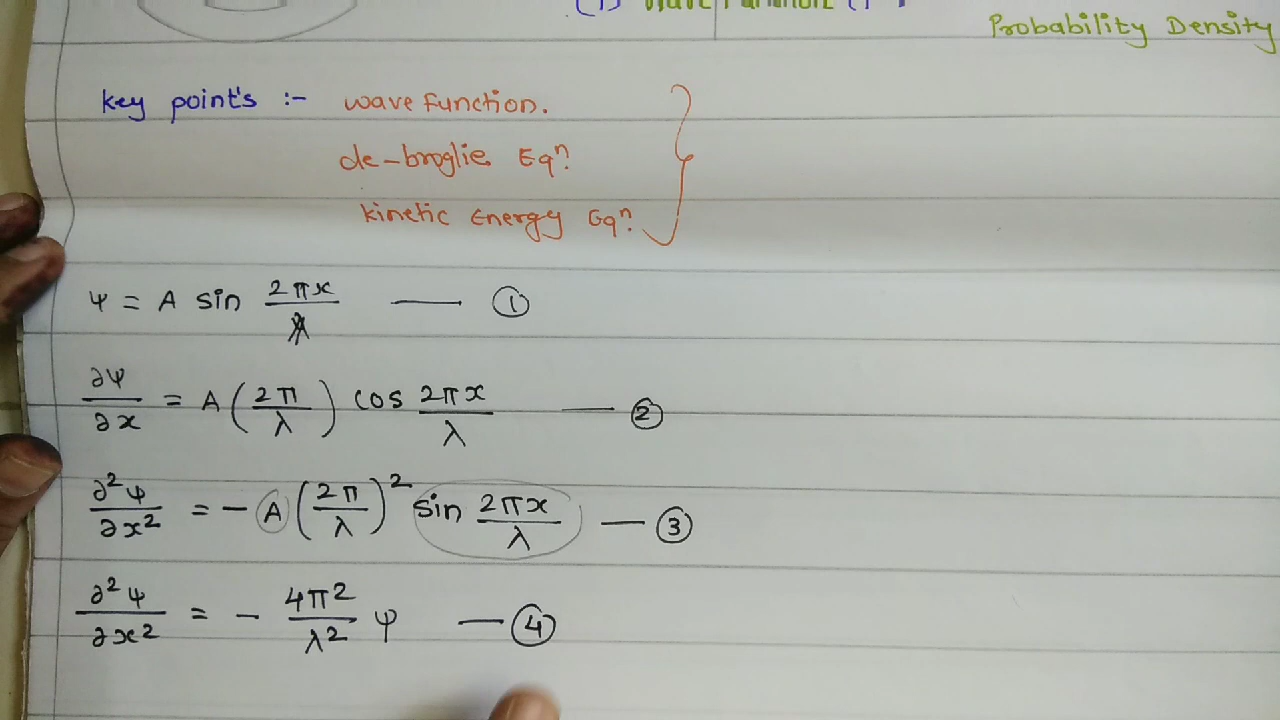 Probability Density
key point's :- wave Function.
de-broglie Eqn.
kinetic Energy Eqn.
ψ = A sin 2πx/λ —— ①
∂ψ/∂x = A (2π/λ) cos 2πx/λ —— ②
∂²ψ/∂x² = - A (2π/λ)² sin 2πx/λ —— ③
∂²ψ/∂x² = - 4π²/λ² ψ —— ④